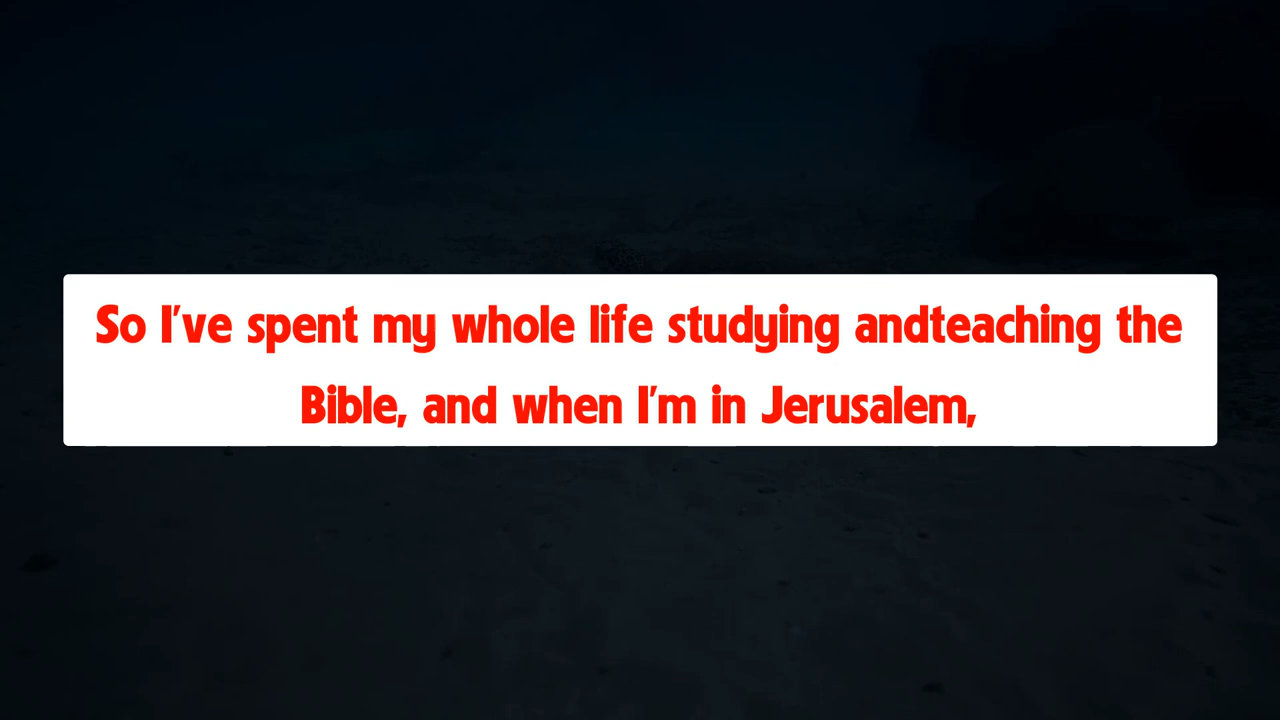 So I've spent my whole life studying andteaching the
Bible, and when I'm in Jerusalem,